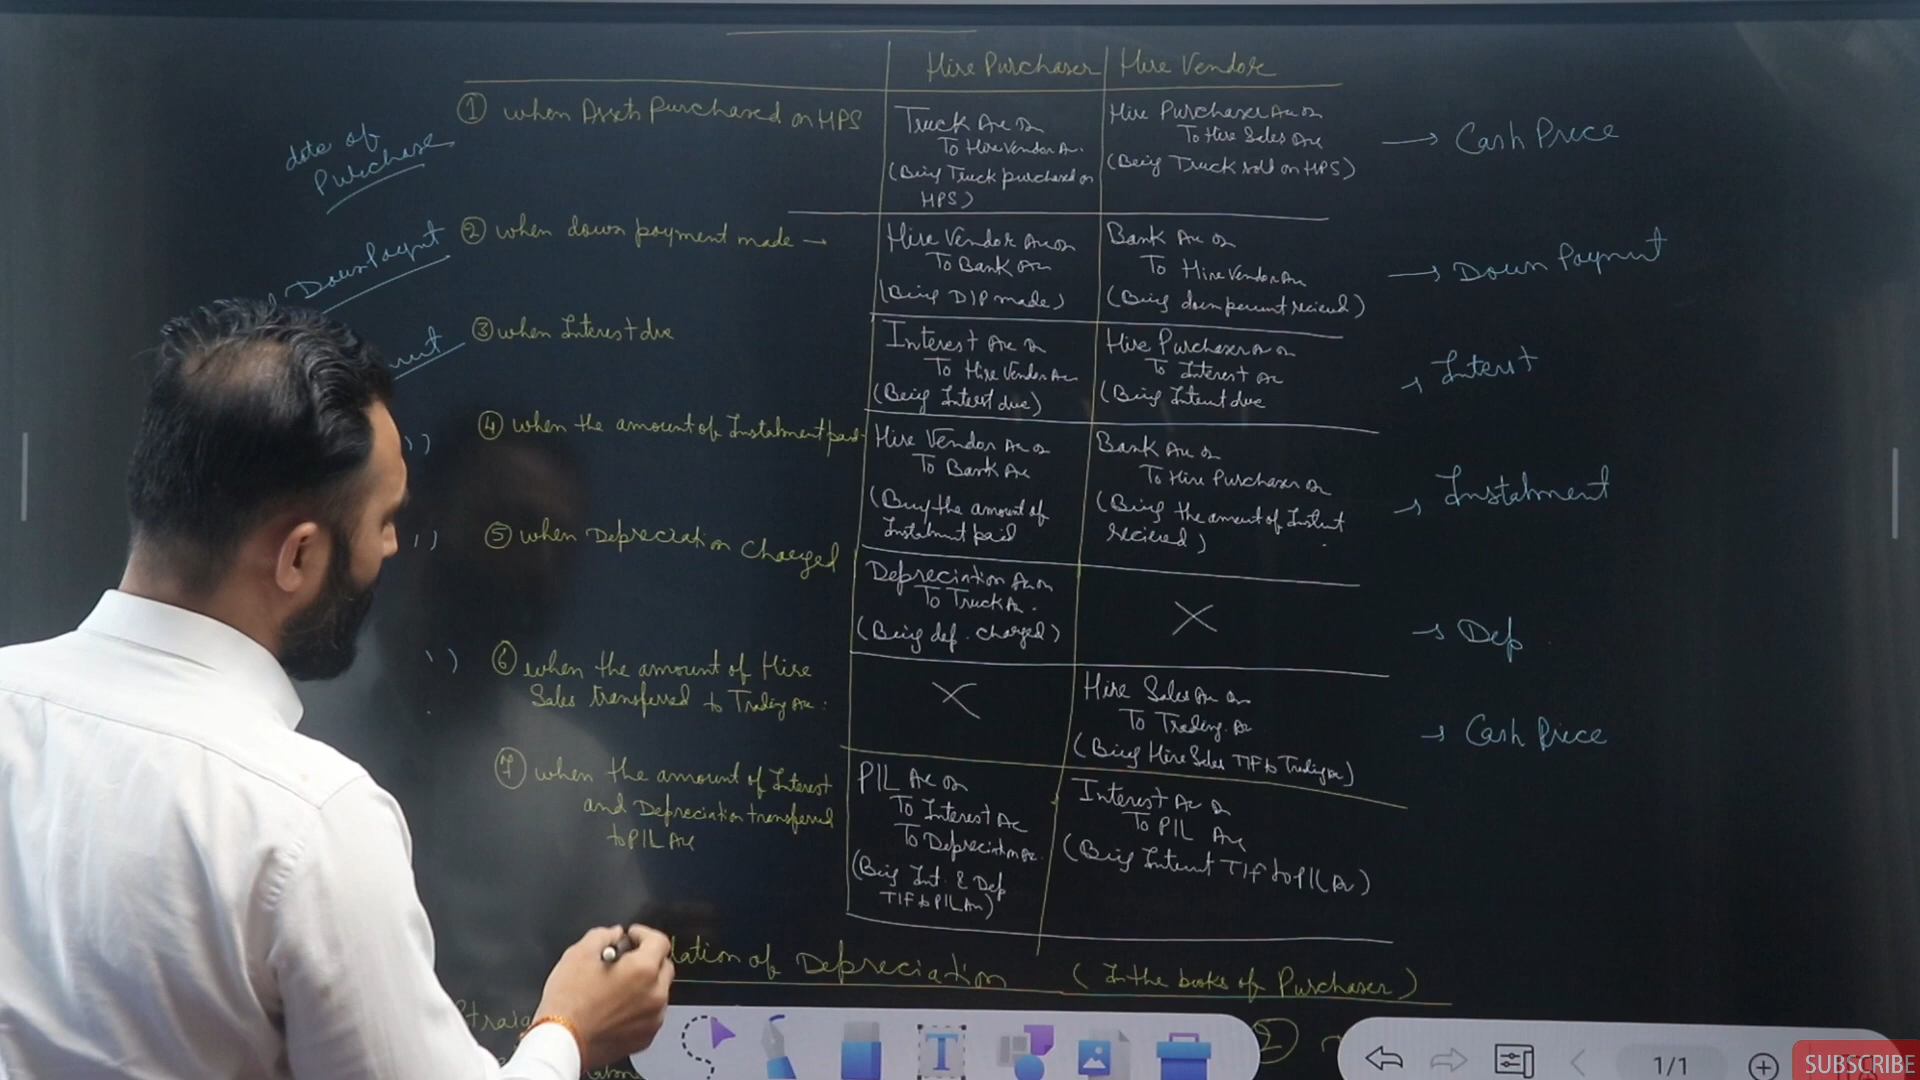 Hire Purchaser
Hire Vendor
date of
Purchase
① when Asset Purchased on HPS
Truck A/c Dr
To Hire Vendor A/c
(Being Truck purchased on
HPS)
Hire Purchaser A/c Dr
To Hire Sales A/c
(Being Truck sold on HPS)
→ Cash Price
Down Paymt
② when down payment made →
Hire Vendor A/c Dr
To Bank A/c
(Being D/P made)
Bank A/c Dr
To Hire Vendor A/c
(Being down payment recieved)
→ Down Paymut
③ when Interest due
Interest A/c Dr
To Hire Vendor A/c
(Being Interest due)
Hire Purchaser A/c Dr
To Interest A/c
(Being Interest due
→ Interest
④ when the amount of Instalment paid
Hire Vendor A/c Dr
To Bank A/c
(Being the amount of
Instalment paid
Bank A/c Dr
To Hire Purchaser
(Being the amount of
recieved)
→ Instalment
⑤ when Depreciation charged
Depreciation A/c Dr
To Truck A/c
(Being dep. charged)
→ Dep
⑥ when the amount of Hire
Sales transferred to Trading A/c
Hire Sales A/c Dr
To Trading A/c
(Being Hire Sales T/F to Trading A/c)
→ Cash Price
⑦ when the amount of Interest
and Depreciation transferred
to P/L A/c
P/L A/c Dr
To Interest A/c
To Depreciation A/c
(Being Int. & Dep
T/F to P/L A/c)
Interest A/c Dr
To P/L A/c
(Being Interest T/F to P/L A/c)
lation of Depreciation (In the books of Purchaser)
Straig
②
T
1/1
SUBSCRIBE